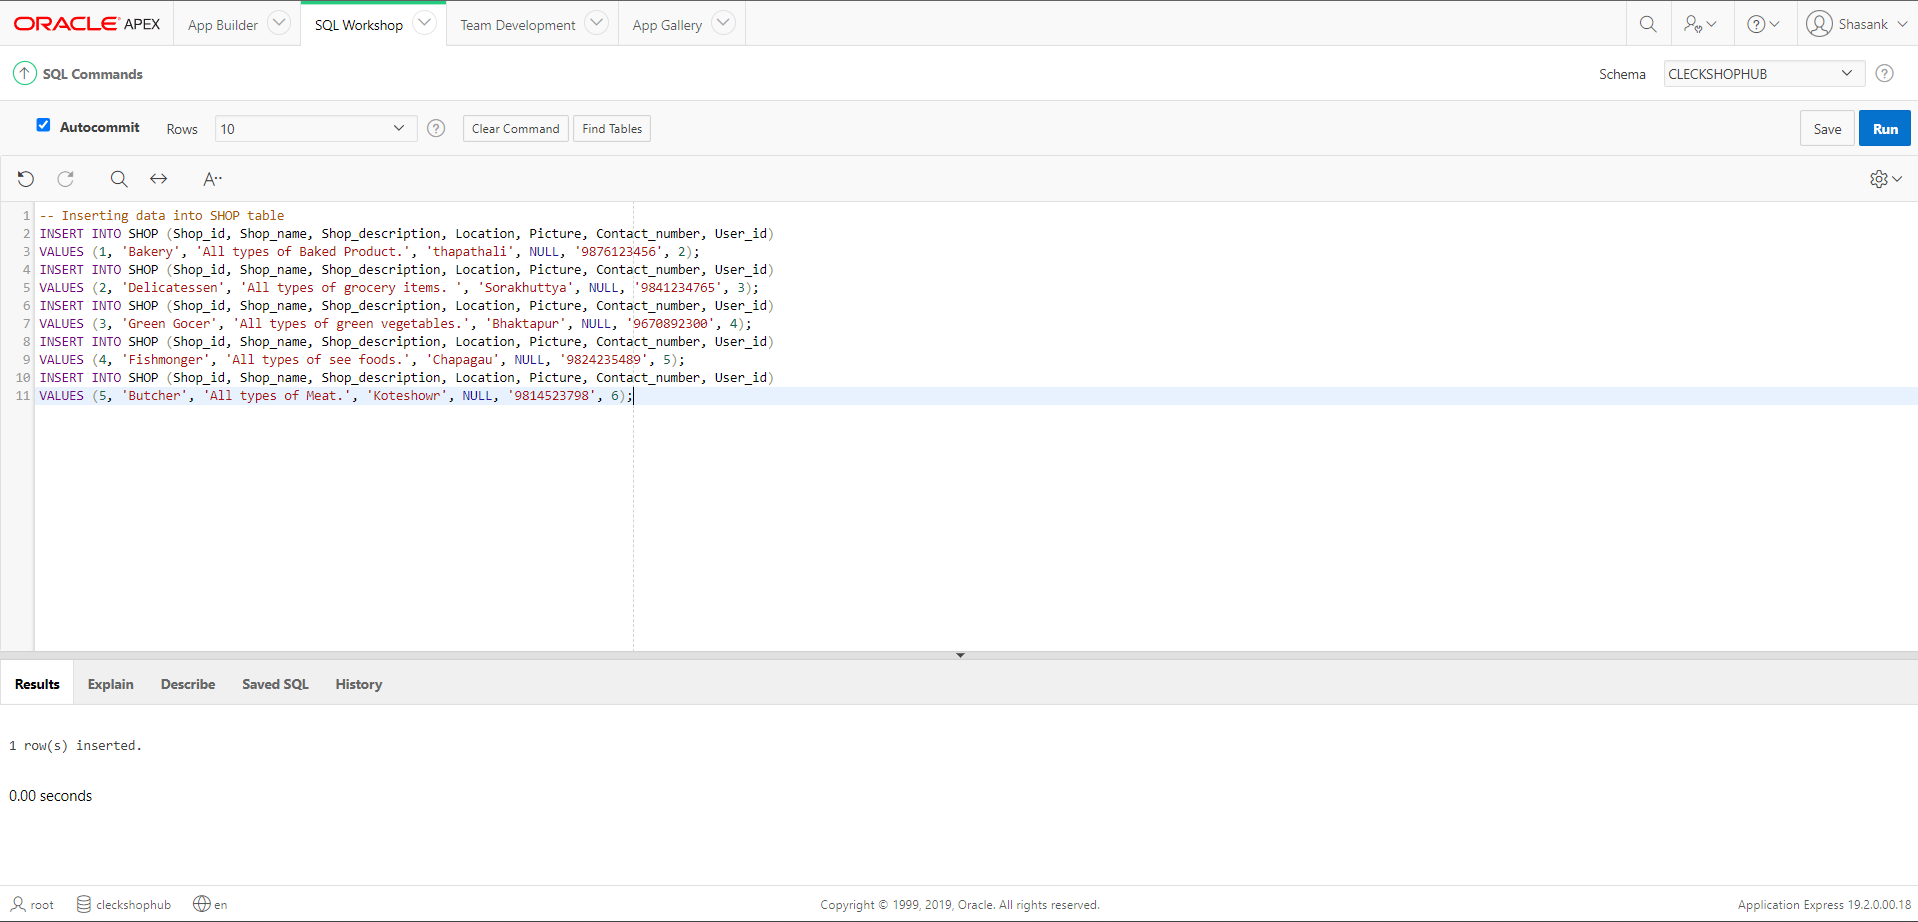 ORACLE® APEX App Builder SQL Workshop Team Development App Gallery Shasank
SQL Commands Schema CLECKSHOPHUB
Autocommit Rows 10 Clear Command Find Tables Save Run
A
1 -- Inserting data into SHOP table
2 INSERT INTO SHOP (Shop_id, Shop_name, Shop_description, Location, Picture, Contact_number, User_id)
3 VALUES (1, 'Bakery', 'All types of Baked Product.', 'thapathali', NULL, '9876123456', 2);
4 INSERT INTO SHOP (Shop_id, Shop_name, Shop_description, Location, Picture, Contact_number, User_id)
5 VALUES (2, 'Delicatessen', 'All types of grocery items. ', 'Sorakhuttya', NULL, '9841234765', 3);
6 INSERT INTO SHOP (Shop_id, Shop_name, Shop_description, Location, Picture, Contact_number, User_id)
7 VALUES (3, 'Green Gocer', 'All types of green vegetables.', 'Bhaktapur', NULL, '9670892300', 4);
8 INSERT INTO SHOP (Shop_id, Shop_name, Shop_description, Location, Picture, Contact_number, User_id)
9 VALUES (4, 'Fishmonger', 'All types of see foods.', 'Chapagau', NULL, '9824235489', 5);
10 INSERT INTO SHOP (Shop_id, Shop_name, Shop_description, Location, Picture, Contact_number, User_id)
11 VALUES (5, 'Butcher', 'All types of Meat.', 'Koteshowr', NULL, '9814523798', 6);
Results Explain Describe Saved SQL History
1 row(s) inserted.
0.00 seconds
root cleckshophub en Copyright © 1999, 2019, Oracle. All rights reserved. Application Express 19.2.0.00.18